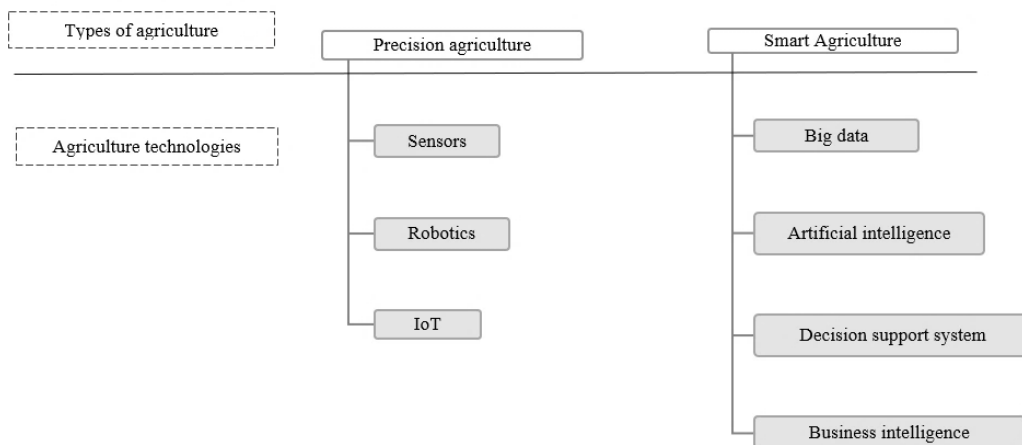 Types of agriculture
Precision agriculture
Smart Agriculture
Agriculture technologies
Sensors
Big data
Robotics
Artificial intelligence
IoT
Decision support system
Business intelligence